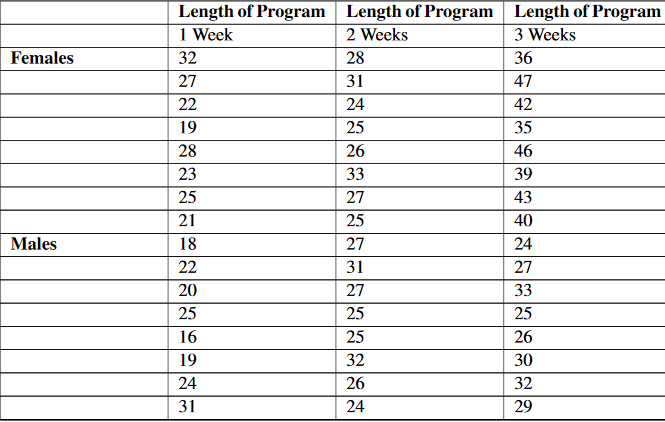 Length of Program Length of Program Length of Program
1 Week 2 Weeks 3 Weeks
Females 32 28 36
27 31 47
22 24 42
19 25 35
28 26 46
23 33 39
25 27 43
21 25 40
Males 18 27 24
22 31 27
20 27 33
25 25 25
16 25 26
19 32 30
24 26 32
31 24 29